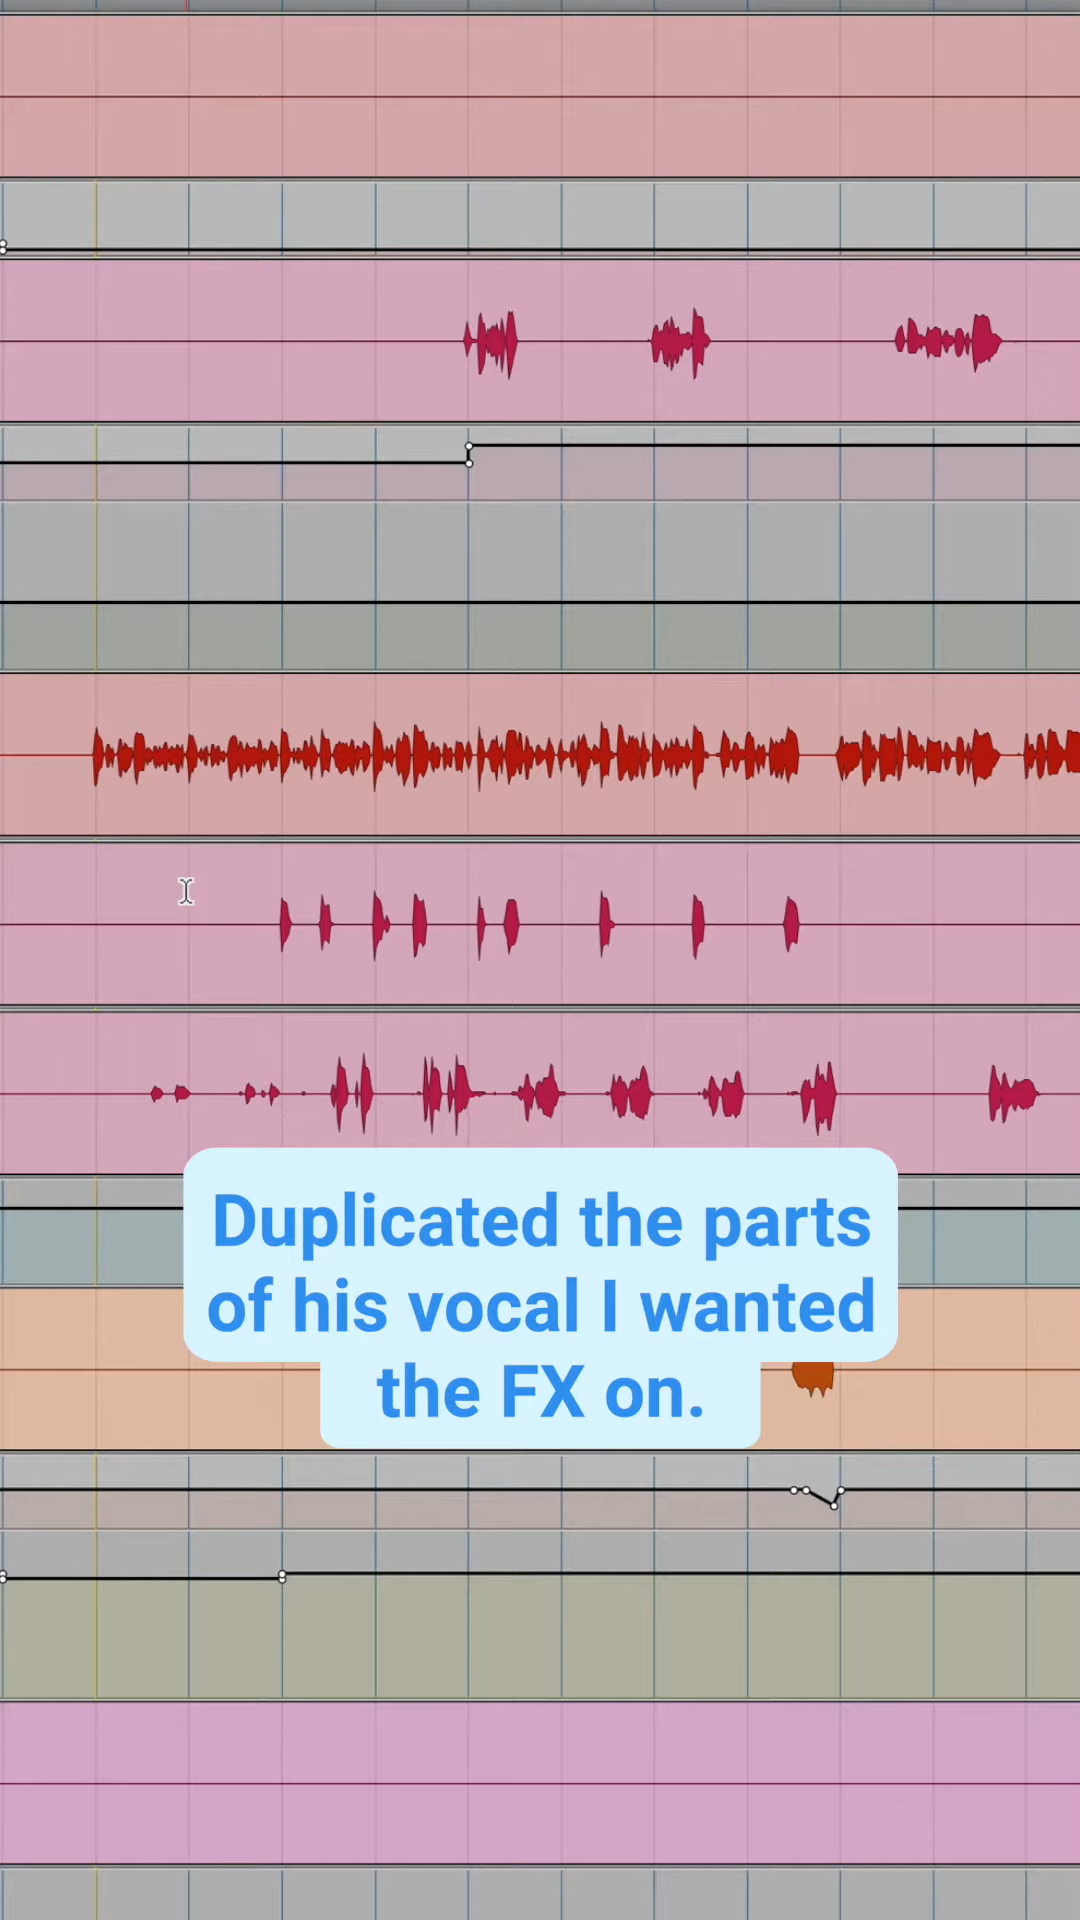 Duplicated the parts
of his vocal I wanted
the FX on.